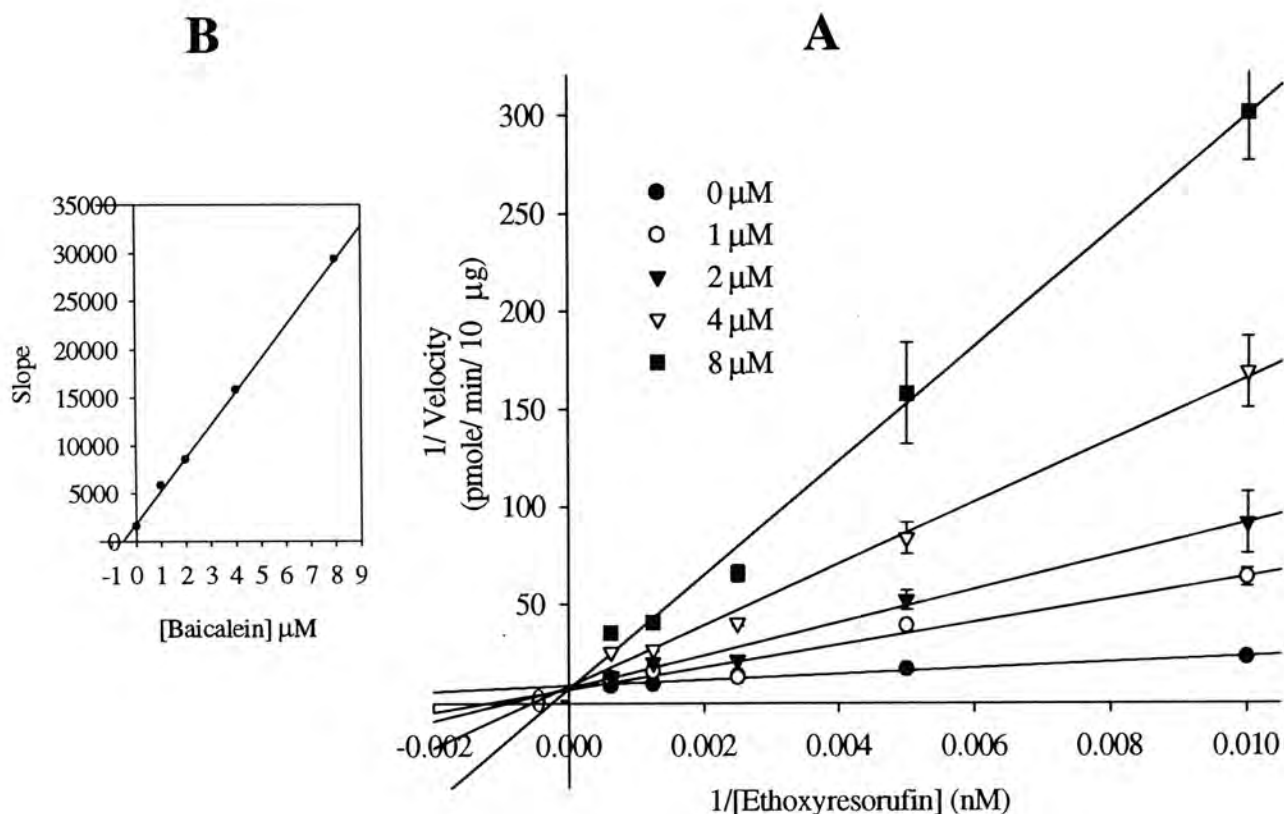 B
A
35000
30000
25000
20000
15000
10000
5000
0
Slope
-1 0 1 2 3 4 5 6 7 8 9
[Baicalein] μM
300
250
200
150
100
50
1/ Velocity
(pmole/ min/ 10 μg)
0 μM
1 μM
2 μM
4 μM
8 μM
-0.002 0.000 0.002 0.004 0.006 0.008 0.010
1/[Ethoxyresorufin] (nM)